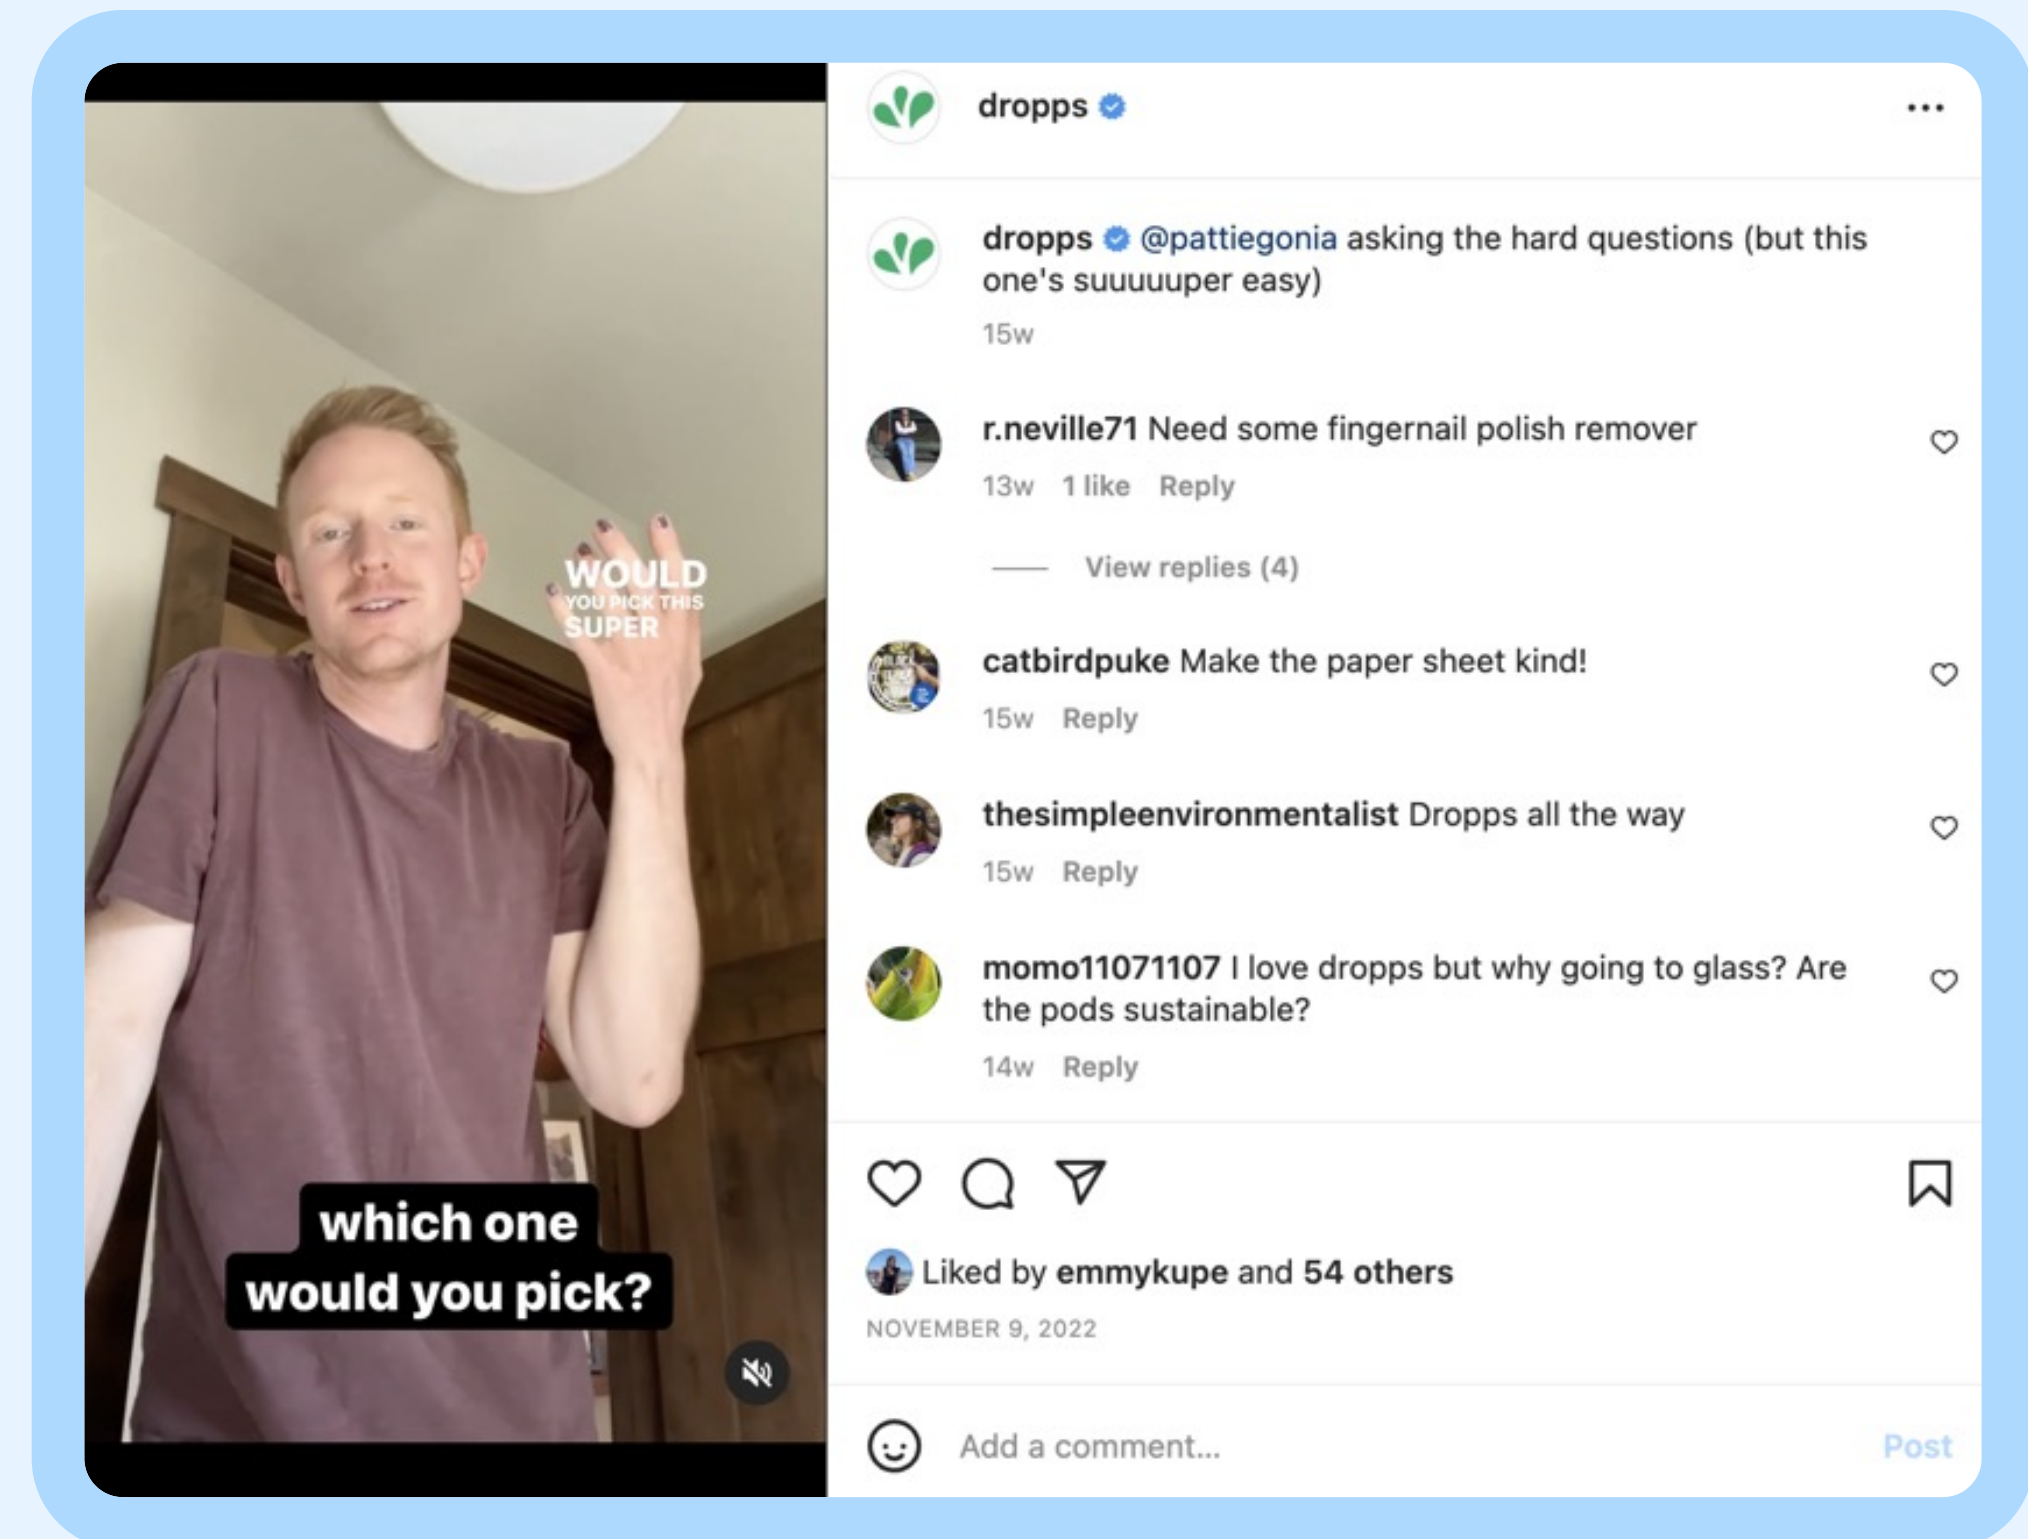 WOULD
YOU PICK THIS
SUPER
which one
would you pick?
dropps
dropps @pattiegonia asking the hard questions (but this
one's suuuuuper easy)
15w
r.neville71 Need some fingernail polish remover
13w 1 like Reply
View replies (4)
catbirdpuke Make the paper sheet kind!
15w Reply
thesimpleenvironmentalist Dropps all the way
15w Reply
momo11071107 I love dropps but why going to glass? Are
the pods sustainable?
14w Reply
Liked by emmykupe and 54 others
NOVEMBER 9, 2022
Add a comment...
Post